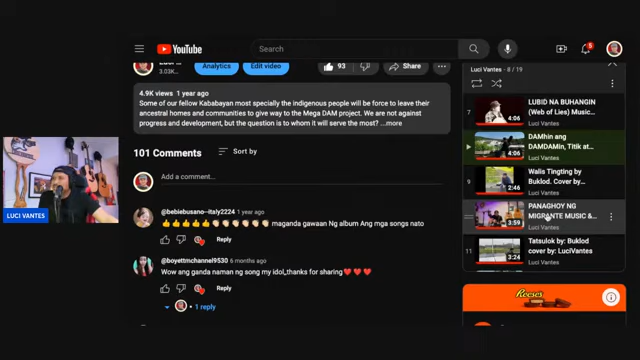 YouTube
Search
5
Luci Vantes - 8 / 19
3.03K
Analytics
Edit video
93
Share
4.9K views 1 year ago
Some of our fellow Kababayan most specially the indigenous people will be force to leave their
ancestral homes and communities to give way to the Mega DAM project. We are not against
progress and development, but the question is to whom it will serve the most? ...more
101 Comments
Sort by
Add a comment...
@bebiebusano--italy2224 1 year ago
maganda gawaan Ng album Ang mga songs nato
Reply
@boyettmchannel9530 6 months ago
Wow ang ganda naman ng song my idol,thanks for sharing
Reply
1 reply
LUCI VANTES
7
4:06
LUBID NA BUHANGIN
(Web of Lies) Music...
Luci Vantes
4:06
DAMhin ang
DAMDAMin, Titik at...
Luci Vantes
9
2:46
Walis Tingting by
Buklod. Cover by...
Luci Vantes
3:59
PANAGHOY NG
MIGRANTE MUSIC &...
Luci Vantes
11
3:24
Tatsulok by: Buklod
cover by: LuciVantes
Luci Vantes
Reese's